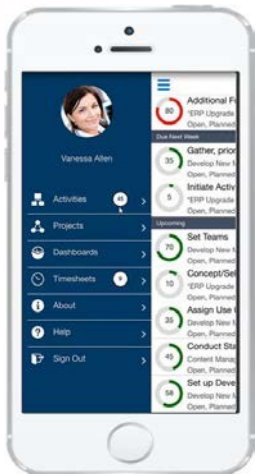 Vanessa Allen
Activities 45
Projects
Dashboards
Timesheets 9
About
Help
Sign Out
80 Additional F
*ERP Upgrade
Open, Planned
Due Next Week
35 Gather, prior
Develop New M
Open, Planned
5 Initiate Activ
*ERP Upgrade
Open, Planned
Upcoming
70 Set Teams
Develop New M
Open, Planned
10 Concept/Sel
*ERP Upgrade
Open, Planned
35 Assign Use C
Develop New M
Open, Planned
45 Conduct Sta
Content Manag
Open, Planned
58 Set up Deve
Develop New M
Open, Planned